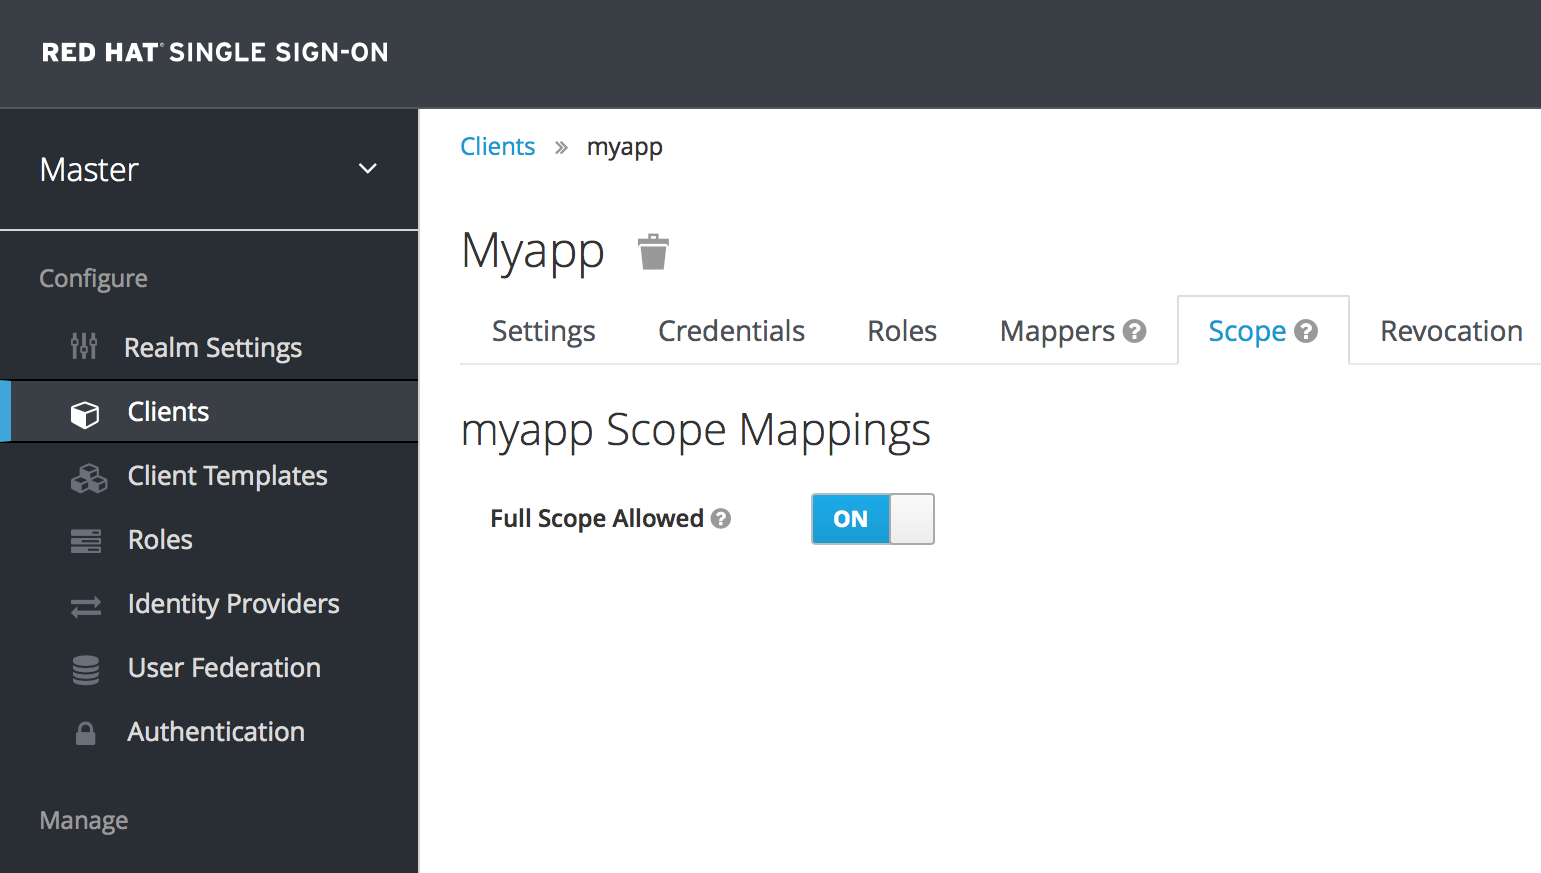 RED HAT® SINGLE SIGN-ON
Master
Clients » myapp
Myapp
Configure
Settings Credentials Roles Mappers ? Scope ? Revocation
Realm Settings
Clients
myapp Scope Mappings
Client Templates
Full Scope Allowed ? ON
Roles
Identity Providers
User Federation
Authentication
Manage